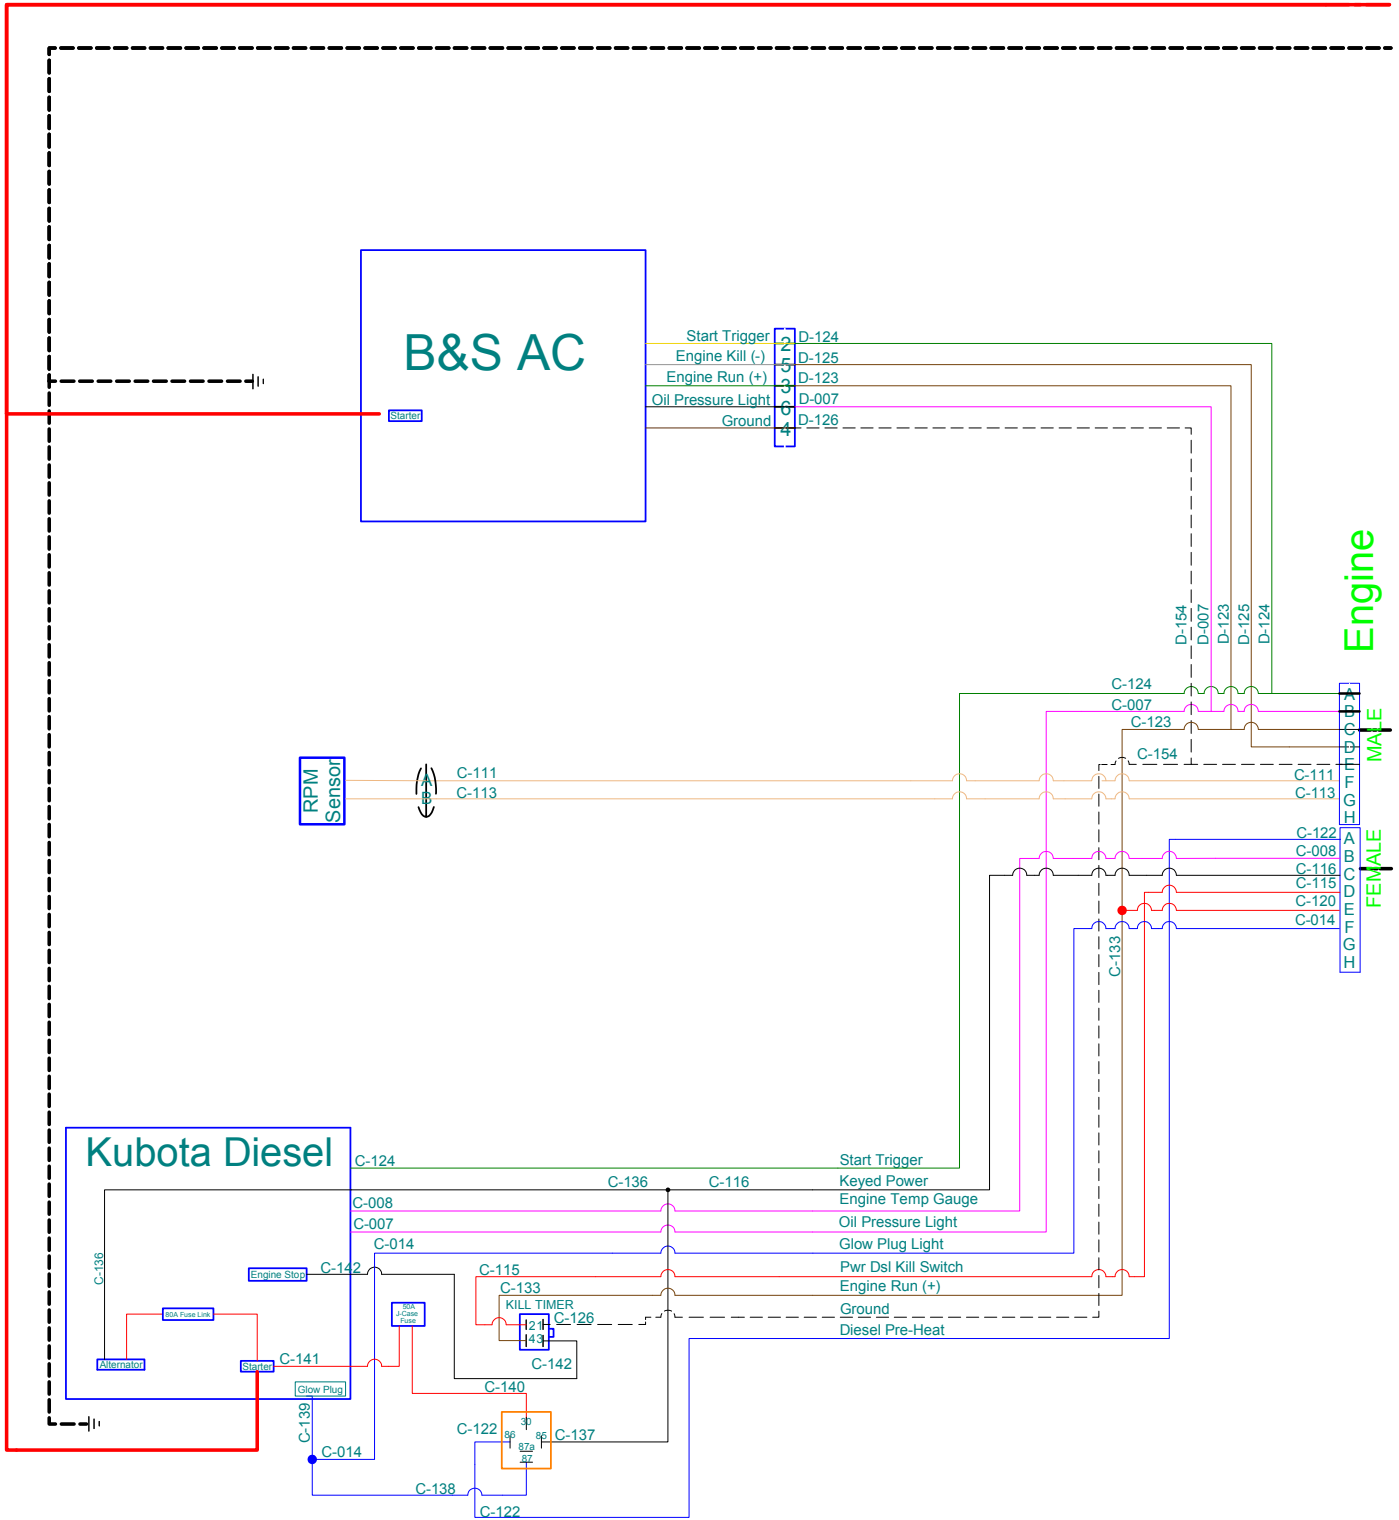 B&S AC
Starter
Start Trigger 2 D-124
Engine Kill (-) 5 D-125
Engine Run (+) 3 D-123
Oil Pressure Light 6 D-007
Ground 4 D-126
Engine
D-154
D-007
D-123
D-125
D-124
C-124 A
C-007 B
C-123 C
D
C-154 E
C-111 F
C-113 G
H
MALE
RPM
Sensor
A C-111
B C-113
C-122 A
C-008 B
C-116 C
C-115 D
C-120 E
C-014 F
G
H
FEMALE
C-133
Kubota Diesel
C-124 Start Trigger
C-136 C-116 Keyed Power
C-008 Engine Temp Gauge
C-007 Oil Pressure Light
C-014 Glow Plug Light
C-136
Engine Stop C-142
C-115 Pwr Dsl Kill Switch
C-133 Engine Run (+)
KILL TIMER
21 C-126 Ground
43
C-142
Diesel Pre-Heat
50A
J-Case
Fuse
80A Fuse Link
Alternator
Starter C-141
Glow Plug
C-139
C-140
C-014
C-122 86 30 85 C-137
87a
87
C-138
C-122